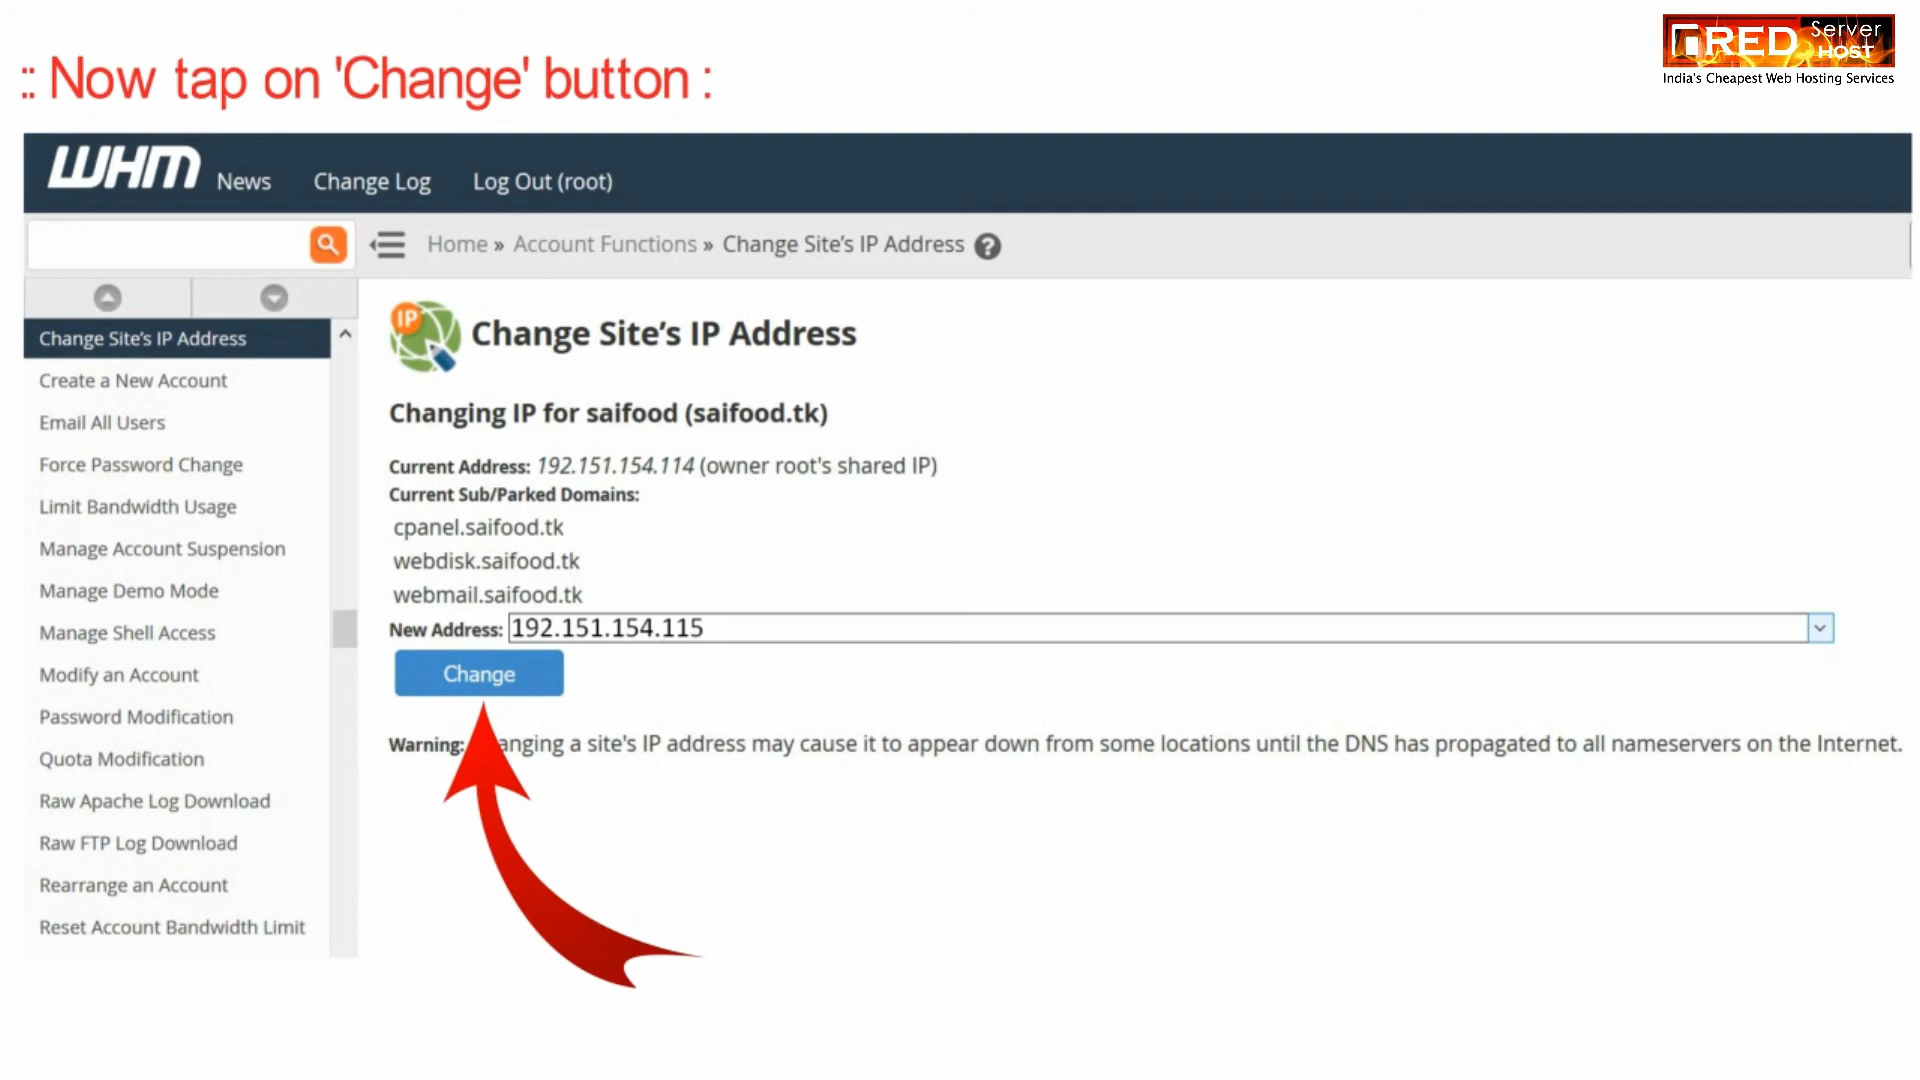 :: Now tap on 'Change' button :
RED Server HOST
India's Cheapest Web Hosting Services
WHM News Change Log Log Out (root)
Home » Account Functions » Change Site's IP Address ?
Change Site's IP Address
Create a New Account
Email All Users
Force Password Change
Limit Bandwidth Usage
Manage Account Suspension
Manage Demo Mode
Manage Shell Access
Modify an Account
Password Modification
Quota Modification
Raw Apache Log Download
Raw FTP Log Download
Rearrange an Account
Reset Account Bandwidth Limit
IP Change Site's IP Address
Changing IP for saifood (saifood.tk)
Current Address: 192.151.154.114 (owner root's shared IP)
Current Sub/Parked Domains:
cpanel.saifood.tk
webdisk.saifood.tk
webmail.saifood.tk
New Address: 192.151.154.115
Change
Warning: anging a site's IP address may cause it to appear down from some locations until the DNS has propagated to all nameservers on the Internet.